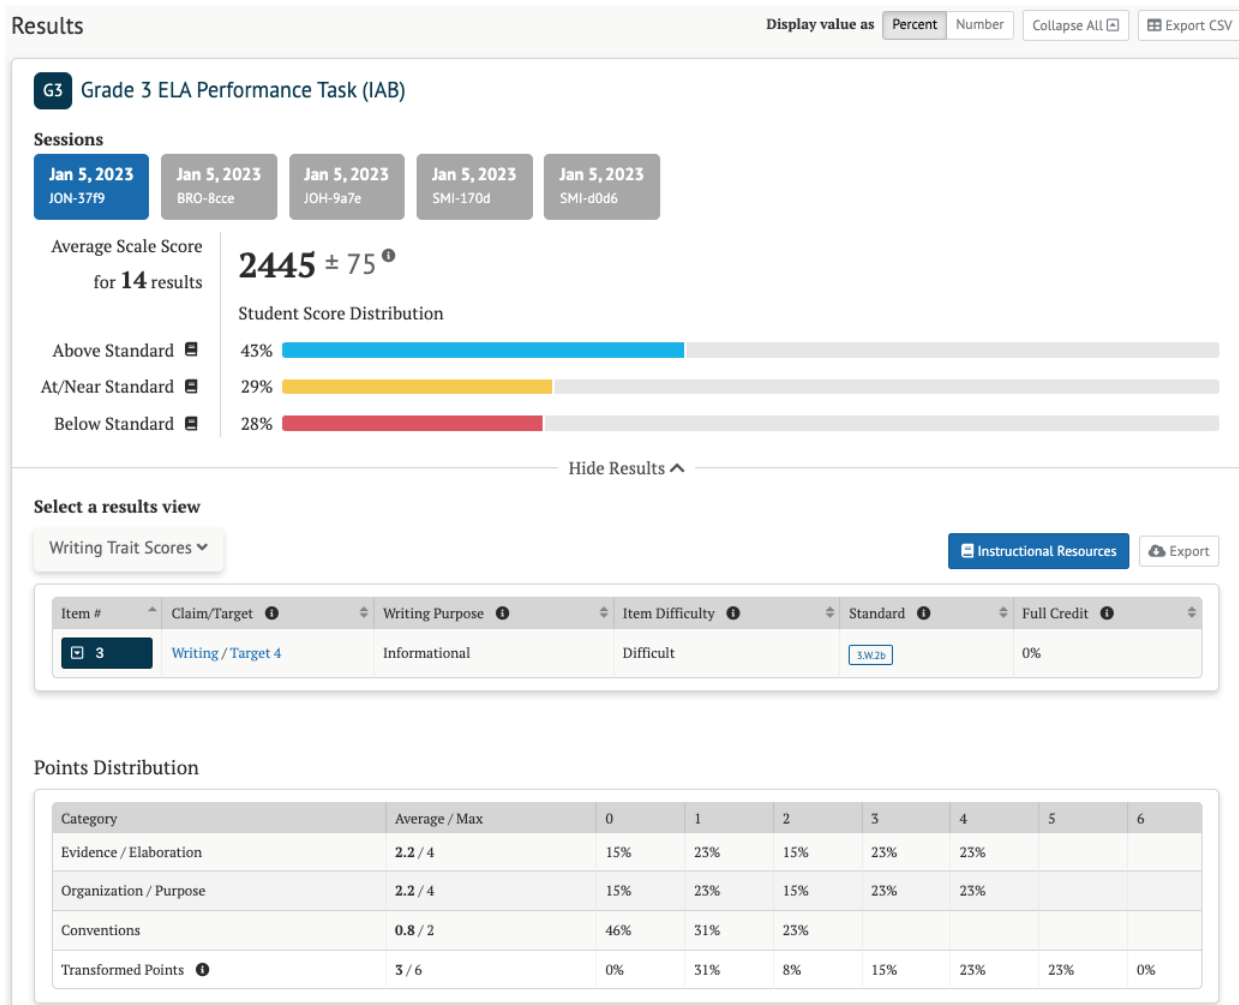 Results
Display value as Percent Number Collapse All Export CSV
G3 Grade 3 ELA Performance Task (IAB)
Sessions
Jan 5, 2023 Jan 5, 2023 Jan 5, 2023 Jan 5, 2023 Jan 5, 2023
JON-37f9 BRO-8cce JOH-9a7e SMI-170d SMI-d0d6
Average Scale Score
for 14 results
2445 ± 75
Student Score Distribution
Above Standard 43%
At/Near Standard 29%
Below Standard 28%
Hide Results
Select a results view
Writing Trait Scores
Instructional Resources Export
Item # Claim/Target Writing Purpose Item Difficulty Standard Full Credit
3 Writing / Target 4 Informational Difficult 3.W.2b 0%
Points Distribution
Category Average / Max 0 1 2 3 4 5 6
Evidence / Elaboration 2.2 / 4 15% 23% 15% 23% 23%
Organization / Purpose 2.2 / 4 15% 23% 15% 23% 23%
Conventions 0.8 / 2 46% 31% 23%
Transformed Points 3 / 6 0% 31% 8% 15% 23% 23% 0%